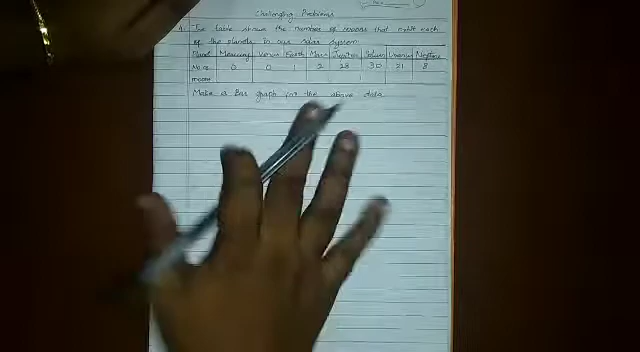 Challenging Problems
1. The table shows the number of moons that orbit each
of the planets in our solar system.
Planet Mercury Venus Earth Mars Jupiter Saturn Uranus Neptune
No. of 0 0 1 2 28 30 21 8
moons
Make a Bar graph for the above data